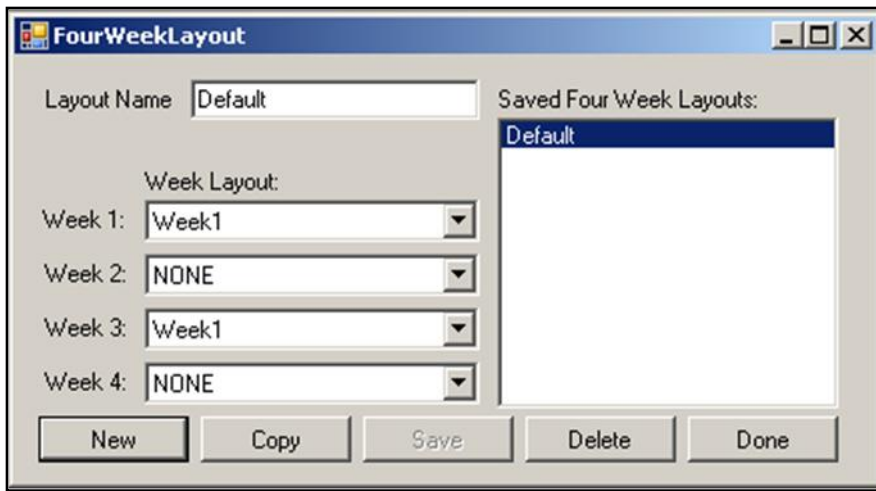 FourWeekLayout
Layout Name Default
Saved Four Week Layouts:
Default
Week Layout:
Week 1: Week1
Week 2: NONE
Week 3: Week1
Week 4: NONE
New Copy Save Delete Done